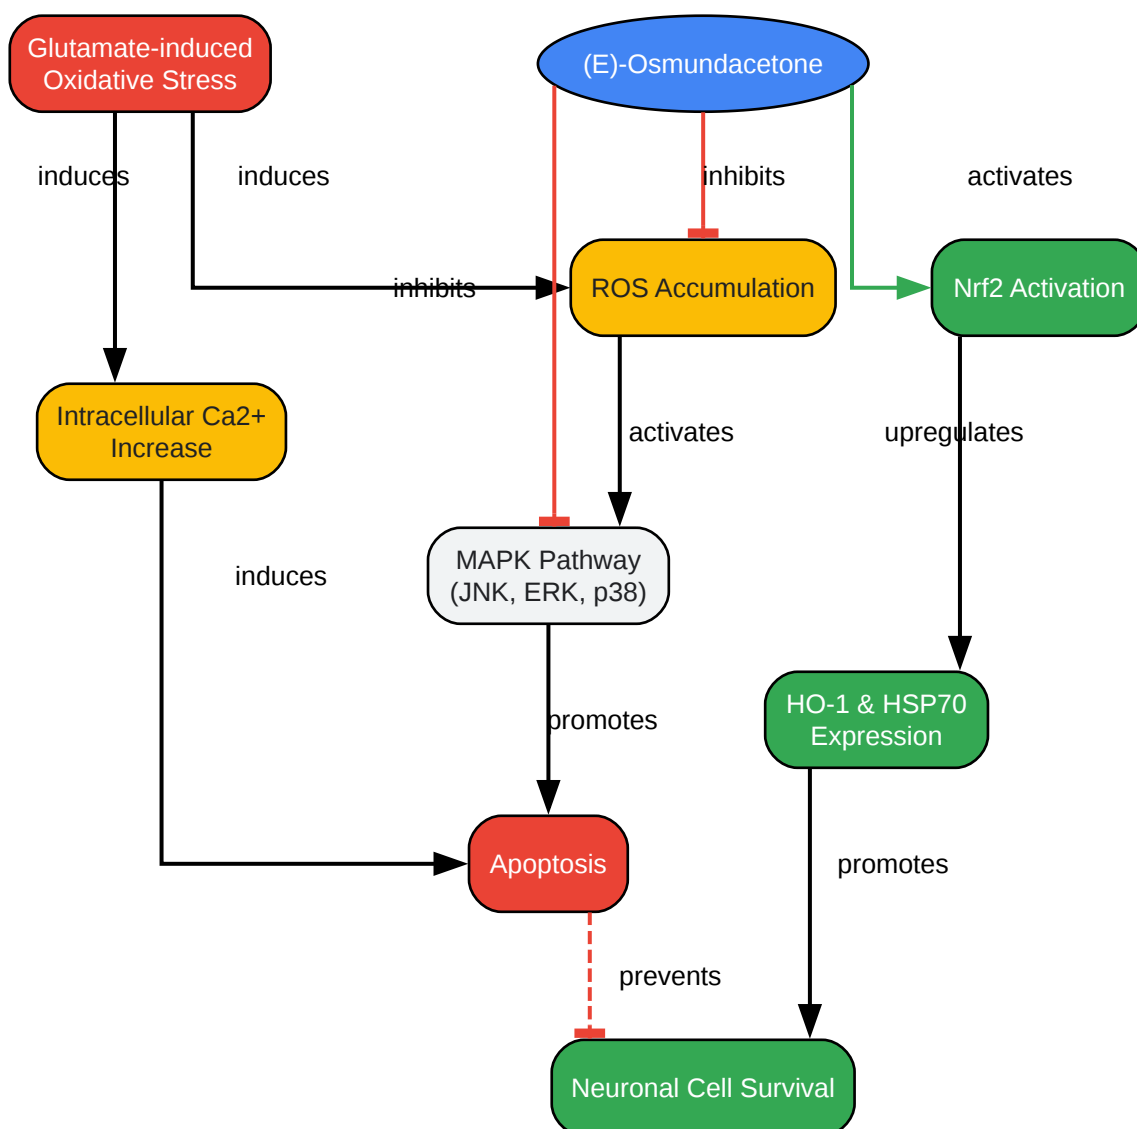 Glutamate-induced
Oxidative Stress
(E)-Osmundacetone
induces
induces
inhibits
activates
inhibits
ROS Accumulation
Nrf2 Activation
Intracellular Ca2+
Increase
activates
upregulates
MAPK Pathway
(JNK, ERK, p38)
induces
HO-1 & HSP70
Expression
promotes
Apoptosis
promotes
prevents
Neuronal Cell Survival